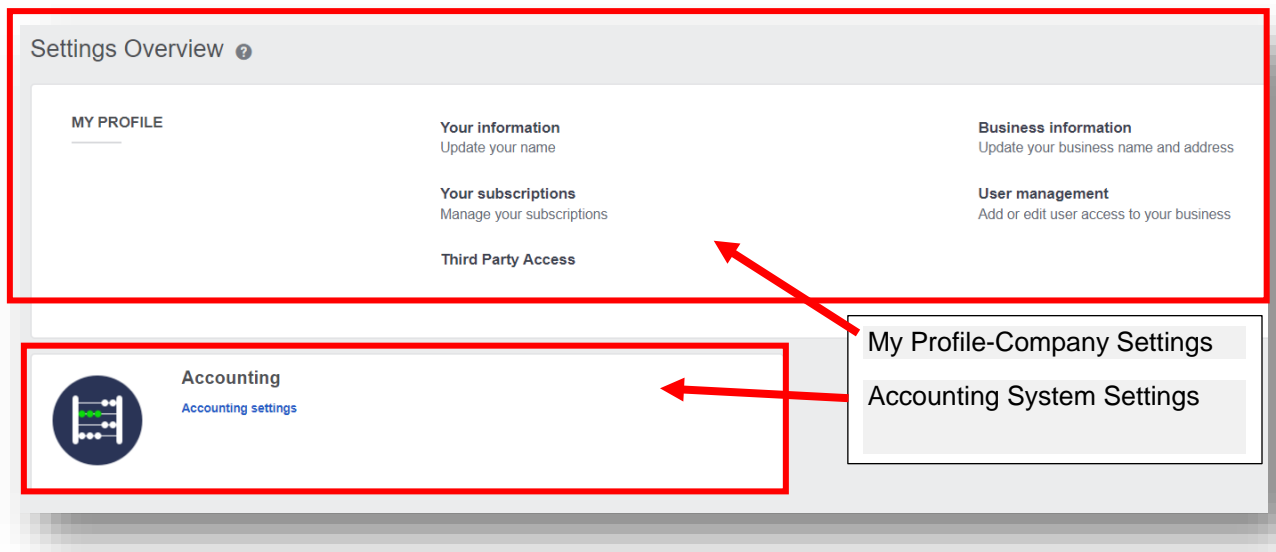 Settings Overview
MY PROFILE
Your information
Update your name
Business information
Update your business name and address
Your subscriptions
Manage your subscriptions
User management
Add or edit user access to your business
Third Party Access
My Profile-Company Settings
Accounting System Settings
Accounting
Accounting settings